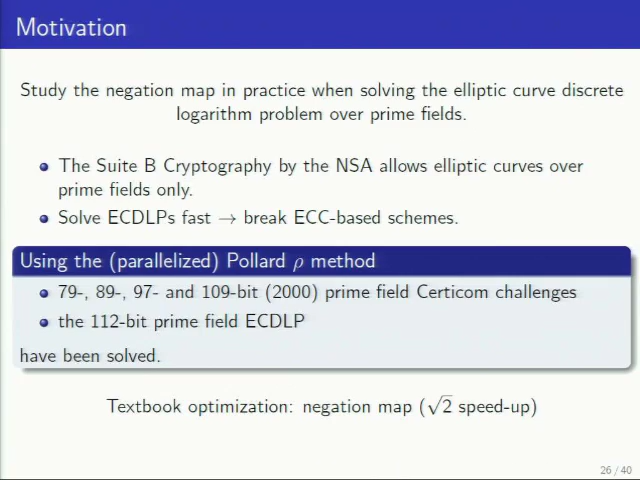 Motivation
Study the negation map in practice when solving the elliptic curve discrete
logarithm problem over prime fields.
The Suite B Cryptography by the NSA allows elliptic curves over
prime fields only.
Solve ECDLPs fast → break ECC-based schemes.
Using the (parallelized) Pollard ρ method
79-, 89-, 97- and 109-bit (2000) prime field Certicom challenges
the 112-bit prime field ECDLP
have been solved.
Textbook optimization: negation map (√2 speed-up)
26 / 40